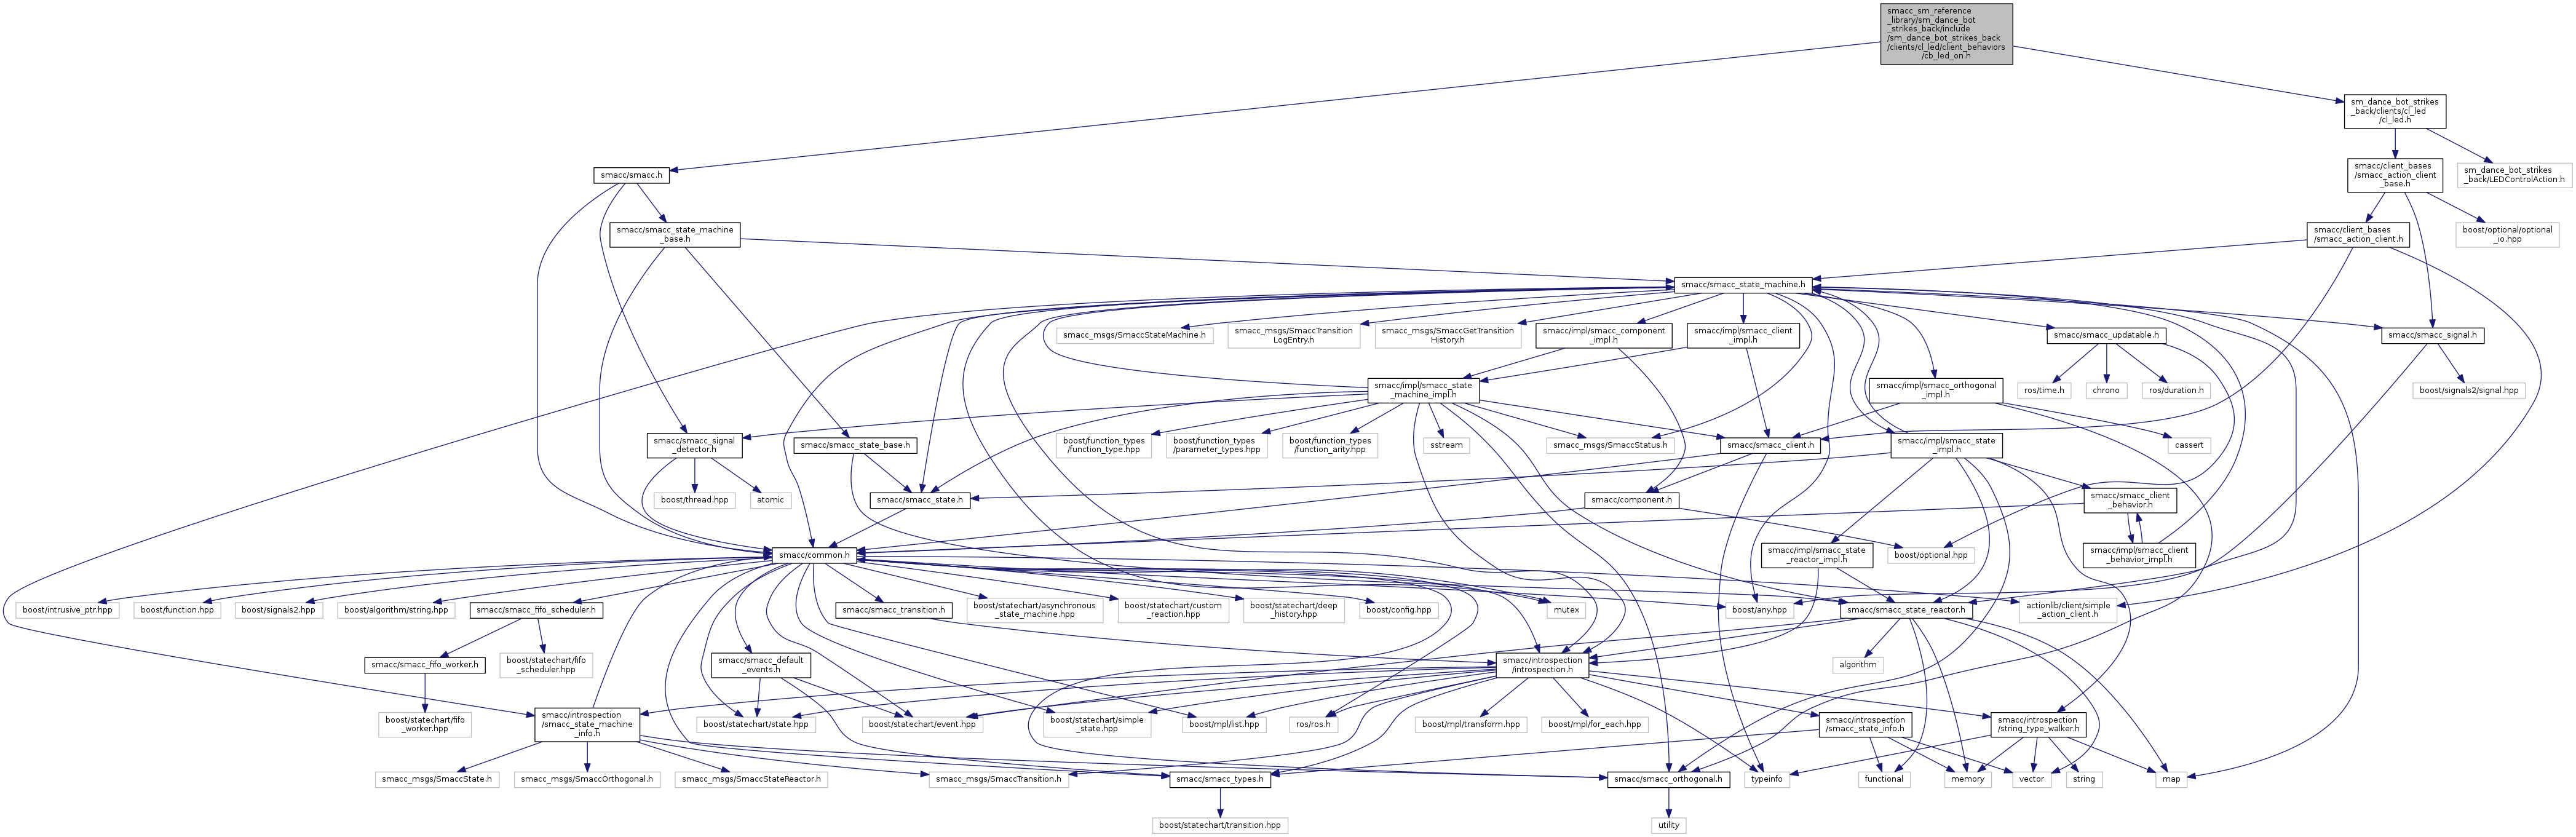 smacc_sm_reference
_library/sm_dance_bot
_strikes_back/include
/sm_dance_bot_strikes_back
/clients/cl_led/client_behaviors
/cb_led_on.h
sm_dance_bot_strikes
_back/clients/cl_led
/cl_led.h
smacc/smacc.h
smacc/client_bases
/smacc_action_client
_base.h
sm_dance_bot_strikes
_back/LEDControlAction.h
smacc/smacc_state_machine
_base.h
smacc/client_bases
/smacc_action_client.h
boost/optional/optional
_io.hpp
smacc/smacc_state_machine.h
smacc_msgs/SmaccStateMachine.h
smacc_msgs/SmaccTransition
LogEntry.h
smacc_msgs/SmaccGetTransition
History.h
smacc/impl/smacc_component
_impl.h
smacc/impl/smacc_client
_impl.h
smacc/smacc_updatable.h
smacc/smacc_signal.h
smacc/impl/smacc_state
_machine_impl.h
smacc/impl/smacc_orthogonal
_impl.h
ros/time.h
chrono
ros/duration.h
boost/signals2/signal.hpp
smacc/smacc_signal
_detector.h
smacc/smacc_state_base.h
boost/function_types
/function_type.hpp
boost/function_types
/parameter_types.hpp
boost/function_types
/function_arity.hpp
sstream
smacc_msgs/SmaccStatus.h
smacc/smacc_client.h
smacc/impl/smacc_state
_impl.h
cassert
boost/thread.hpp
atomic
smacc/smacc_state.h
smacc/component.h
smacc/smacc_client
_behavior.h
smacc/common.h
smacc/impl/smacc_state
_reactor_impl.h
boost/optional.hpp
smacc/impl/smacc_client
_behavior_impl.h
boost/intrusive_ptr.hpp
boost/function.hpp
boost/signals2.hpp
boost/algorithm/string.hpp
smacc/smacc_fifo_scheduler.h
smacc/smacc_transition.h
boost/statechart/asynchronous
_state_machine.hpp
boost/statechart/custom
_reaction.hpp
boost/statechart/deep
_history.hpp
boost/config.hpp
mutex
boost/any.hpp
smacc/smacc_state_reactor.h
actionlib/client/simple
_action_client.h
smacc/smacc_fifo_worker.h
boost/statechart/fifo
_scheduler.hpp
smacc/smacc_default
_events.h
smacc/introspection
/introspection.h
algorithm
boost/statechart/fifo
_worker.hpp
smacc/introspection
/smacc_state_machine
_info.h
boost/statechart/state.hpp
boost/statechart/event.hpp
boost/statechart/simple
_state.hpp
boost/mpl/list.hpp
ros/ros.h
boost/mpl/transform.hpp
boost/mpl/for_each.hpp
smacc/introspection
/smacc_state_info.h
smacc/introspection
/string_type_walker.h
smacc_msgs/SmaccState.h
smacc_msgs/SmaccOrthogonal.h
smacc_msgs/SmaccStateReactor.h
smacc_msgs/SmaccTransition.h
smacc/smacc_types.h
smacc/smacc_orthogonal.h
typeinfo
functional
memory
vector
string
map
boost/statechart/transition.hpp
utility